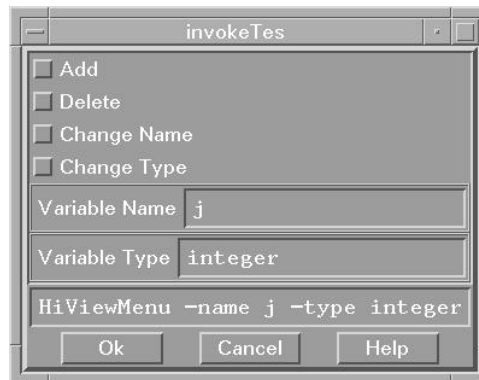 invokeTes
Add
Delete
Change Name
Change Type
Variable Name j
Variable Type integer
HiViewMenu -name j -type integer
Ok Cancel Help